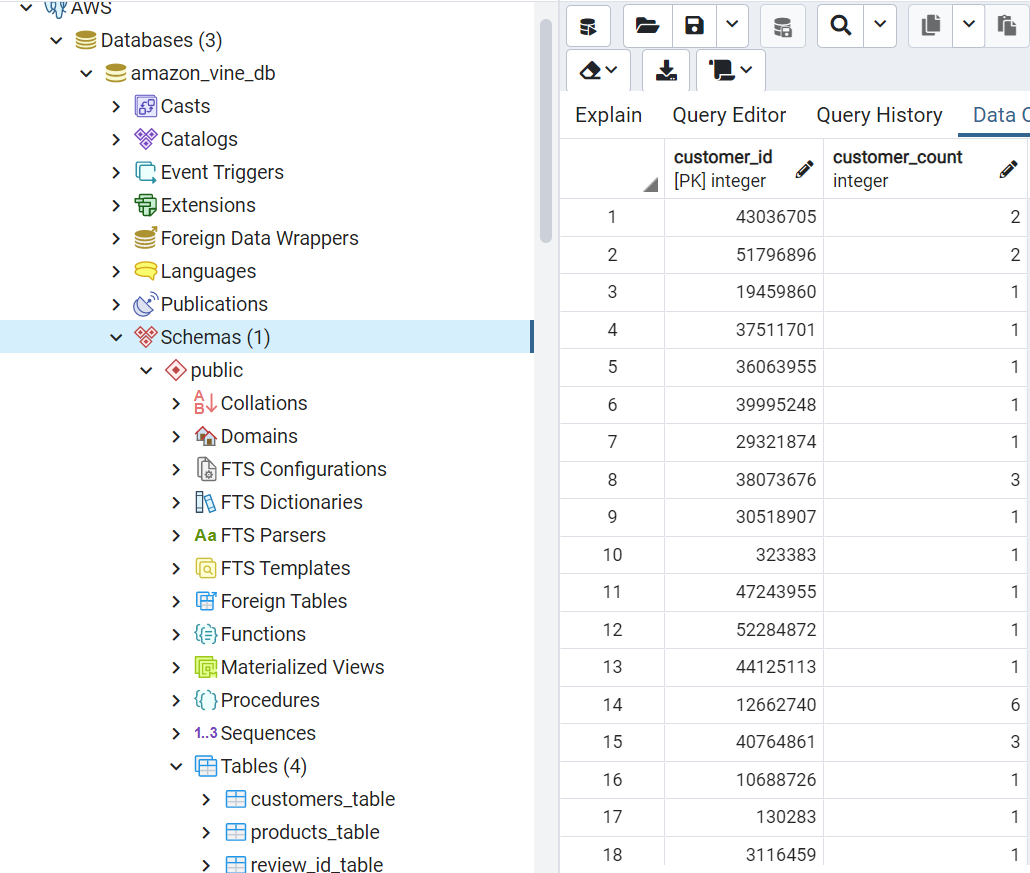 AWS
Databases (3)
amazon_vine_db
Casts
Catalogs
Event Triggers
Extensions
Foreign Data Wrappers
Languages
Publications
Schemas (1)
public
Collations
Domains
FTS Configurations
FTS Dictionaries
Aa FTS Parsers
FTS Templates
Foreign Tables
Functions
Materialized Views
Procedures
1..3 Sequences
Tables (4)
customers_table
products_table
review_id_table
Explain Query Editor Query History Data O
customer_id customer_count
[PK] integer integer
1 43036705 2
2 51796896 2
3 19459860 1
4 37511701 1
5 36063955 1
6 39995248 1
7 29321874 1
8 38073676 3
9 30518907 1
10 323383 1
11 47243955 1
12 52284872 1
13 44125113 1
14 12662740 6
15 40764861 3
16 10688726 1
17 130283 1
18 3116459 1